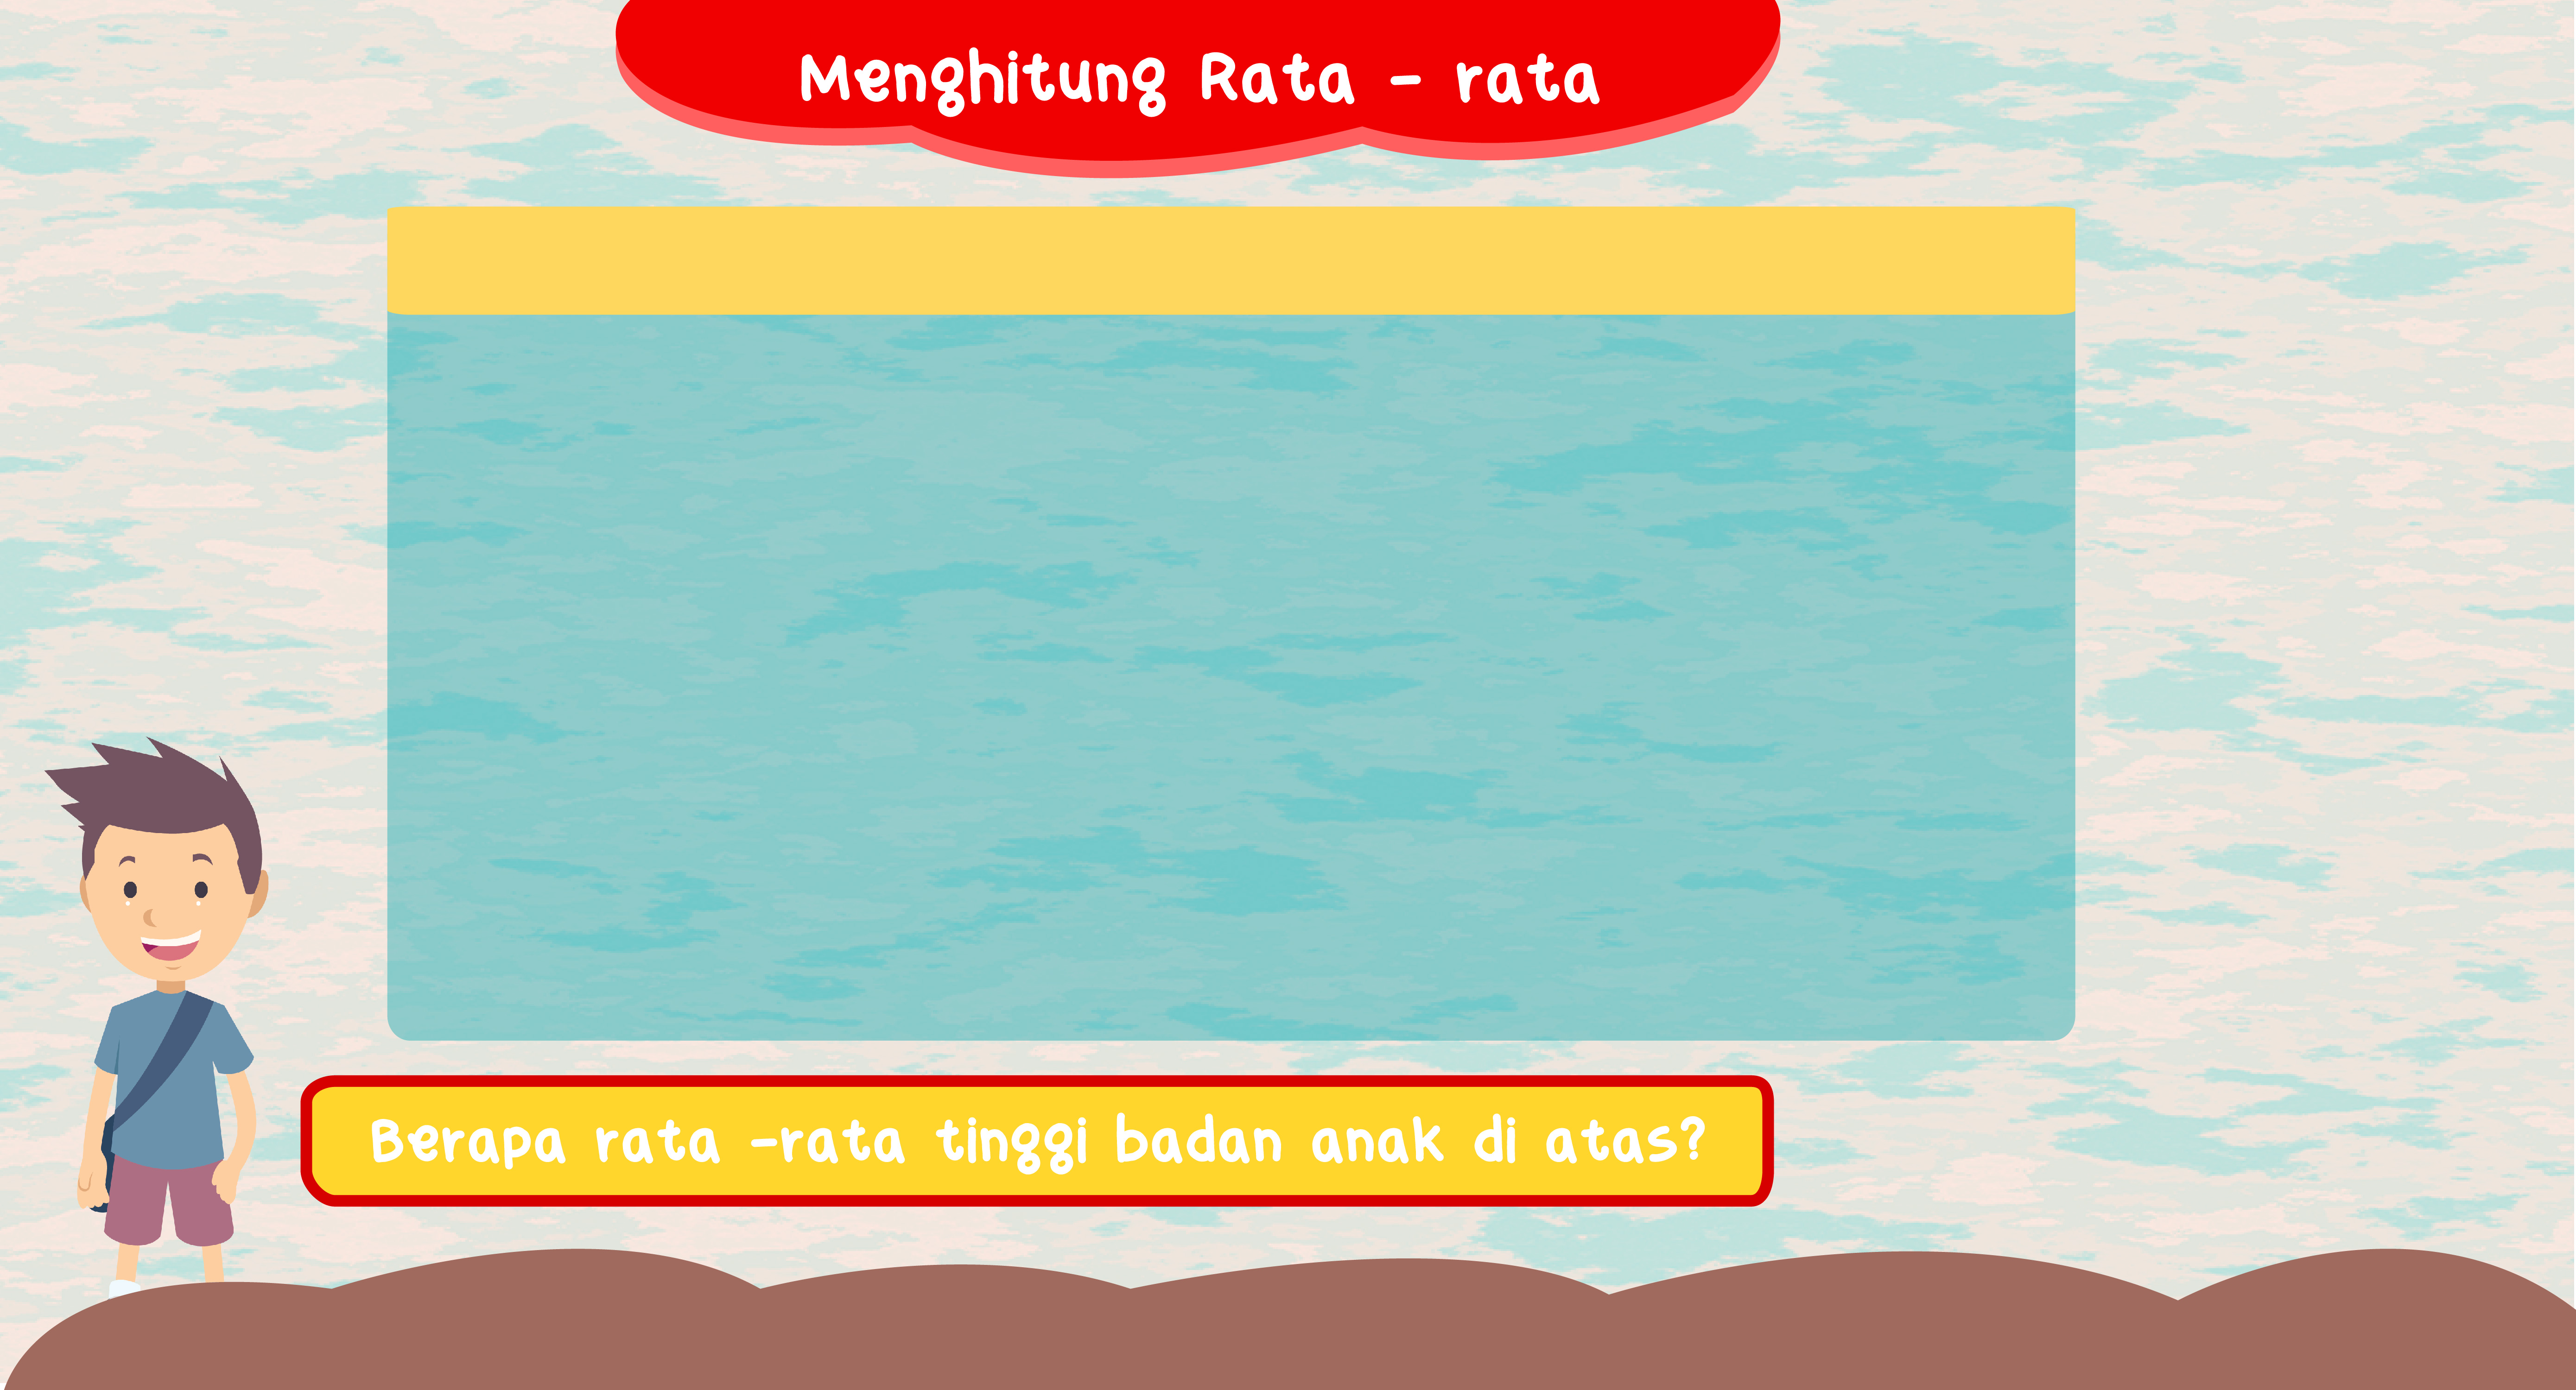 Menghitung Rata - rata
Berapa rata -rata tinggi badan anak di atas?